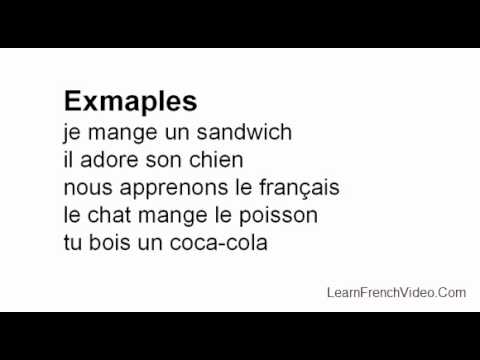 Exmaples
je mange un sandwich
il adore son chien
nous apprenons le français
le chat mange le poisson
tu bois un coca-cola
LearnFrenchVideo.Com